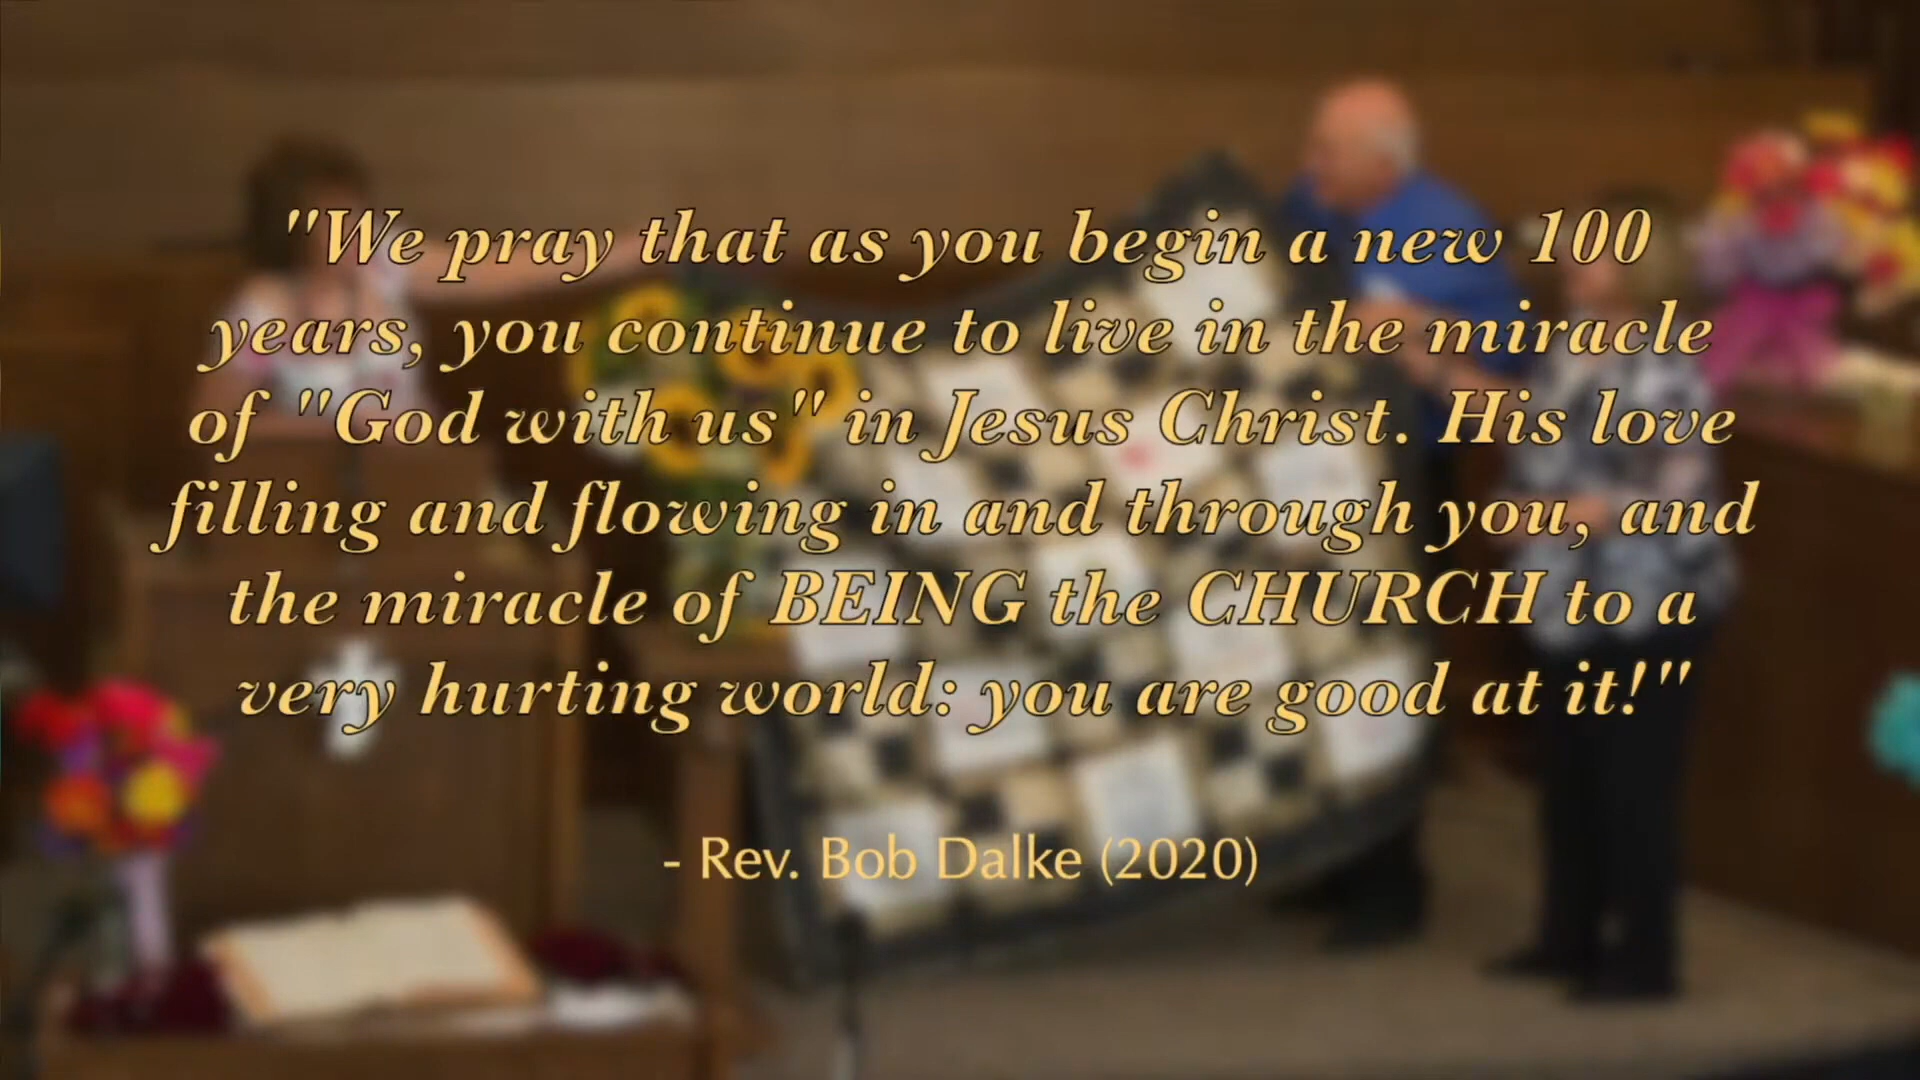 "We pray that as you begin a new 100
years, you continue to live in the miracle
of "God with us" in Jesus Christ. His love
filling and flowing in and through you, and
the miracle of BEING the CHURCH to a
very hurting world: you are good at it!"
- Rev. Bob Dalke (2020)